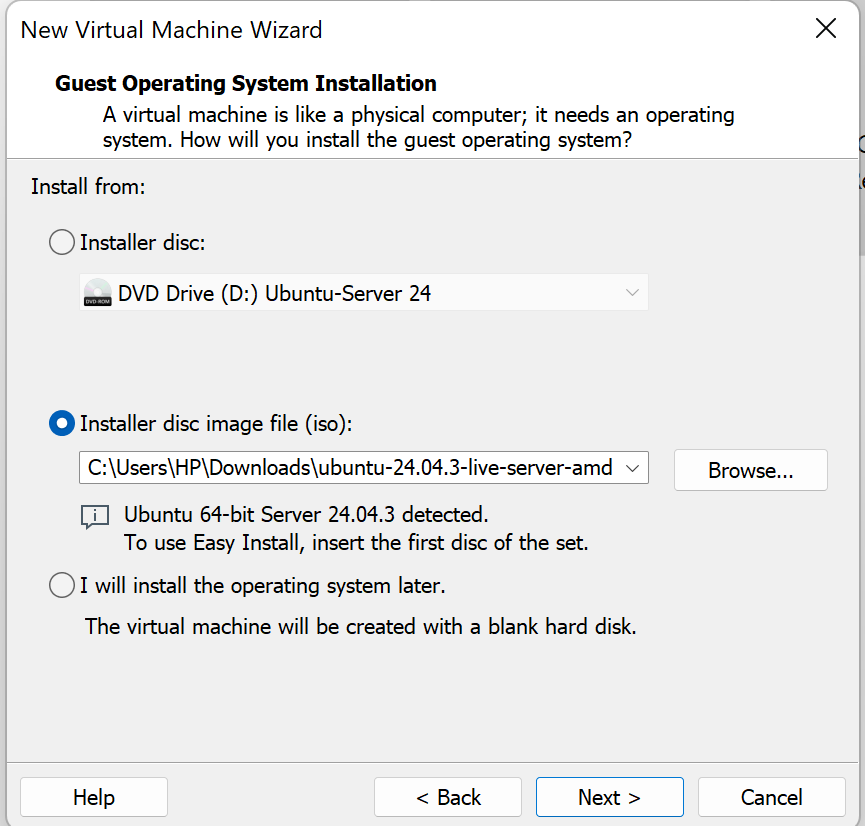 New Virtual Machine Wizard
Guest Operating System Installation
A virtual machine is like a physical computer; it needs an operating
system. How will you install the guest operating system?
Install from:
Installer disc:
DVD-ROM
DVD Drive (D:) Ubuntu-Server 24
Installer disc image file (iso):
C:\Users\HP\Downloads\ubuntu-24.04.3-live-server-amd
Browse...
Ubuntu 64-bit Server 24.04.3 detected.
To use Easy Install, insert the first disc of the set.
I will install the operating system later.
The virtual machine will be created with a blank hard disk.
Help
< Back
Next >
Cancel